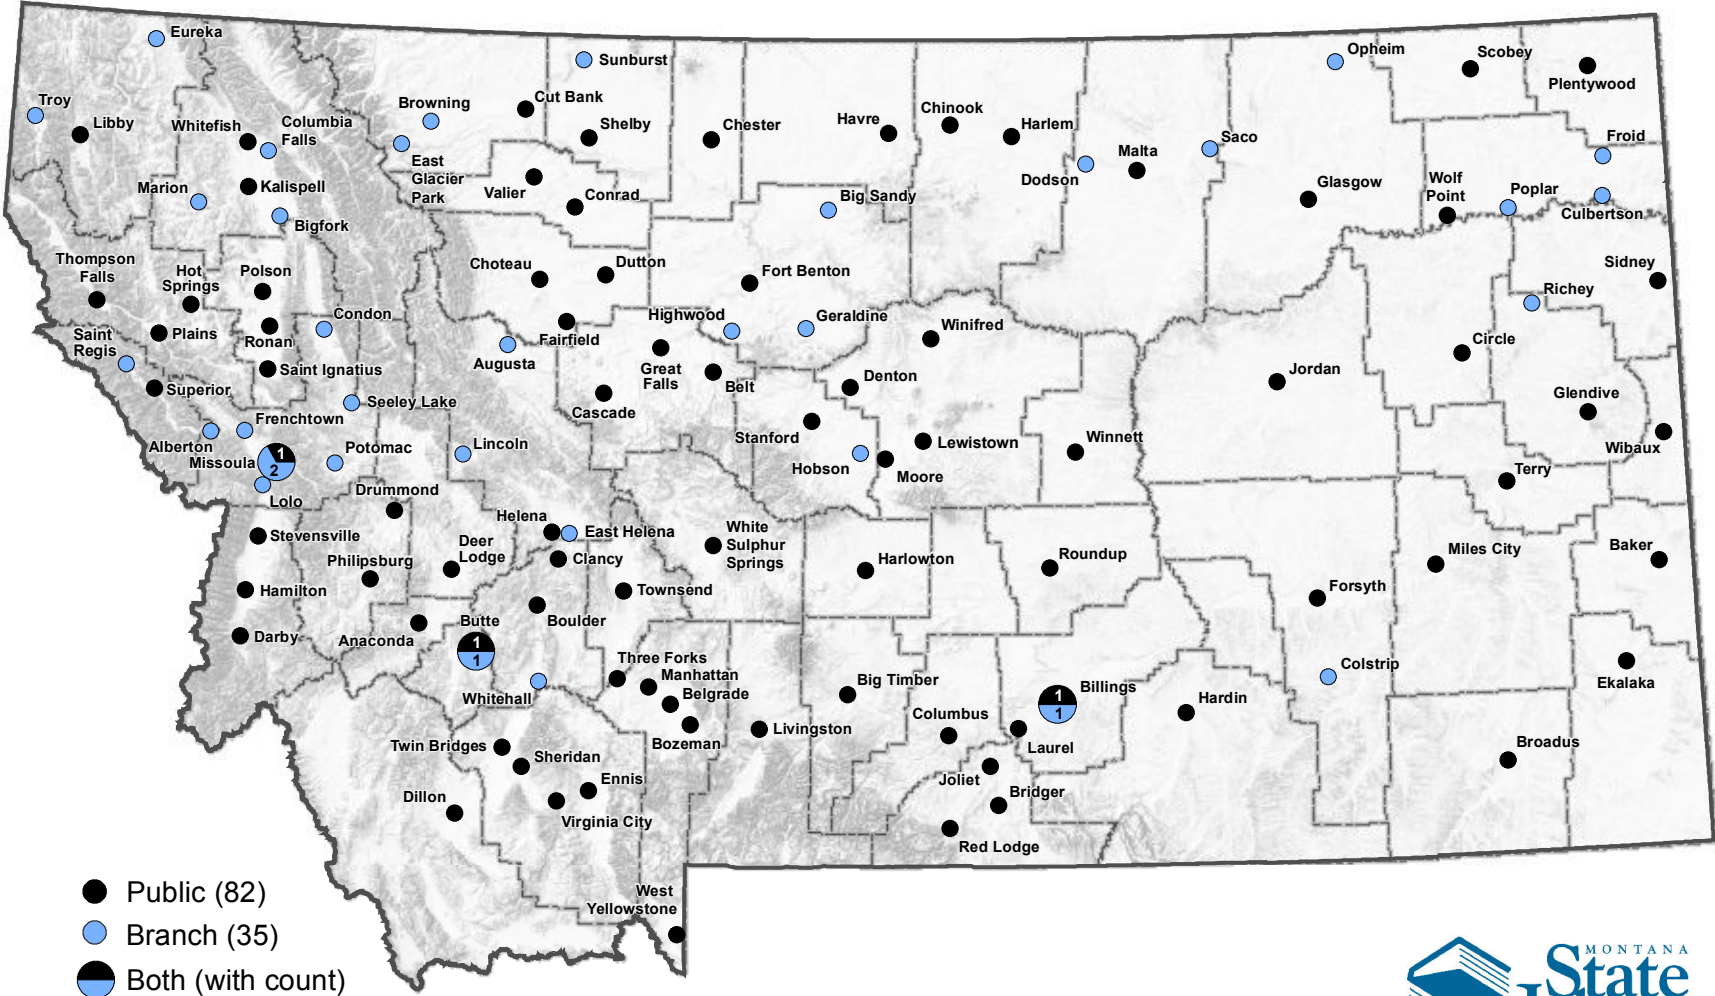 Eureka
Sunburst
Opheim
Scobey
Plentywood
Troy
Libby
Whitefish
Columbia
Falls
Browning
Cut Bank
Shelby
Chester
Havre
Chinook
Harlem
Saco
Froid
East
Glacier
Park
Marion
Kalispell
Bigfork
Valier
Conrad
Big Sandy
Dodson
Malta
Glasgow
Wolf
Point
Poplar
Culbertson
Thompson
Falls
Hot
Springs
Polson
Choteau
Dutton
Fort Benton
Sidney
Richey
Saint
Regis
Plains
Ronan
Condon
Fairfield
Highwood
Geraldine
Winifred
Circle
Superior
Saint Ignatius
Augusta
Great
Falls
Belt
Denton
Jordan
Glendive
Seeley Lake
Cascade
Alberton
Frenchtown
Missoula
1
2
Potomac
Lincoln
Stanford
Hobson
Moore
Lewistown
Winnett
Wibaux
Terry
Lolo
Drummond
Stevensville
Helena
East Helena
Clancy
White
Sulphur
Springs
Philipsburg
Deer
Lodge
Harlowton
Roundup
Miles City
Baker
Hamilton
Townsend
Forsyth
Darby
Anaconda
Butte
1
1
Boulder
Whitehall
Three Forks
Manhattan
Belgrade
Bozeman
Livingston
Big Timber
Columbus
Billings
1
1
Laurel
Hardin
Colstrip
Ekalaka
Twin Bridges
Sheridan
Ennis
Virginia City
Dillon
Joliet
Bridger
Red Lodge
Broadus
West
Yellowstone
Public (82)
Branch (35)
Both (with count)
MONTANA
State